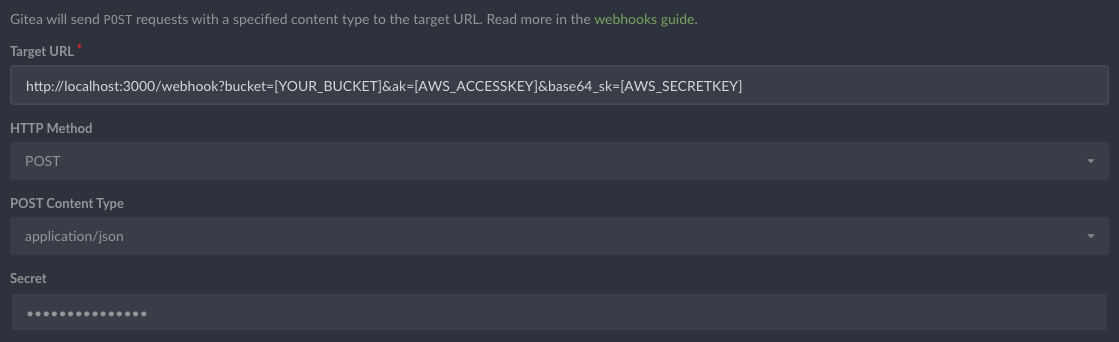 Gitea will send POST requests with a specified content type to the target URL. Read more in the webhooks guide.
Target URL *
http://localhost:3000/webhook?bucket=[YOUR_BUCKET]&ak=[AWS_ACCESSKEY]&base64_sk=[AWS_SECRETKEY]
HTTP Method
POST
POST Content Type
application/json
Secret
•••••••••••••••